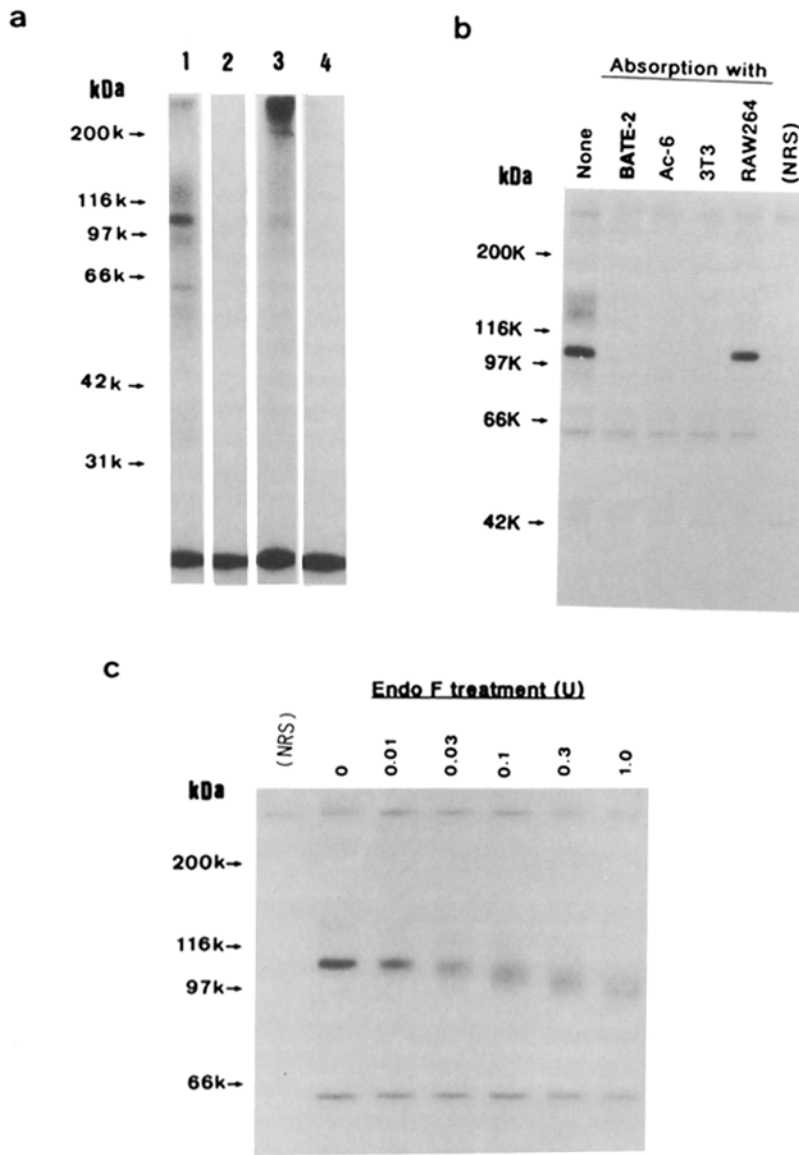 a
1 2 3 4
kDa
200k
116k
97k
66k
42k
31k
b
Absorption with
None
BATE-2
Ac-6
3T3
RAW264
(NRS)
kDa
200K
116K
97K
66K
42K
c
Endo F treatment (U)
(NRS)
0
0.01
0.03
0.1
0.3
1.0
kDa
200k
116k
97k
66k